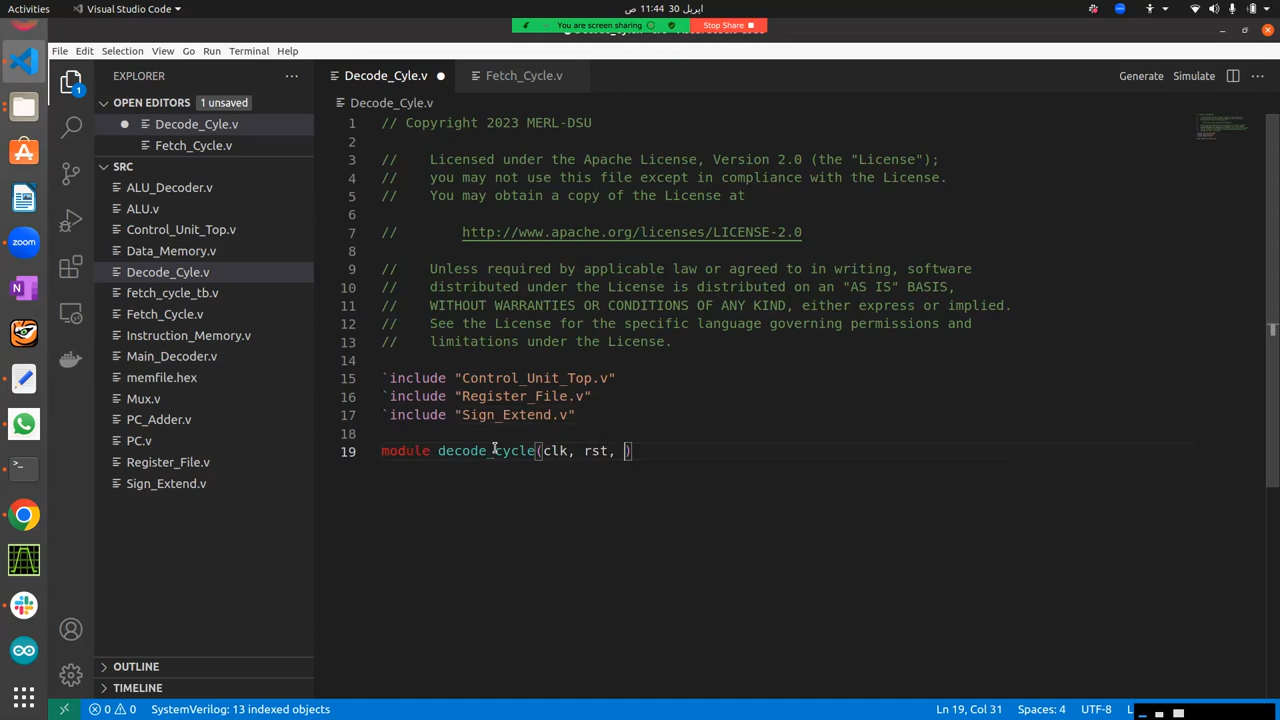 Activities
Visual Studio Code
ابريل 30 11:44 ص
You are screen sharing
Stop Share
File Edit Selection View Go Run Terminal Help
EXPLORER
OPEN EDITORS
1 unsaved
Decode_Cyle.v
Fetch_Cycle.v
SRC
ALU_Decoder.v
ALU.v
Control_Unit_Top.v
Data_Memory.v
Decode_Cyle.v
fetch_cycle_tb.v
Fetch_Cycle.v
Instruction_Memory.v
Main_Decoder.v
memfile.hex
Mux.v
PC_Adder.v
PC.v
Register_File.v
Sign_Extend.v
OUTLINE
TIMELINE
1
zoom
Decode_Cyle.v
Fetch_Cycle.v
Generate
Simulate
Decode_Cyle.v
1 // Copyright 2023 MERL-DSU
2
3 // Licensed under the Apache License, Version 2.0 (the "License");
4 // you may not use this file except in compliance with the License.
5 // You may obtain a copy of the License at
6
7 // http://www.apache.org/licenses/LICENSE-2.0
8
9 // Unless required by applicable law or agreed to in writing, software
10 // distributed under the License is distributed on an "AS IS" BASIS,
11 // WITHOUT WARRANTIES OR CONDITIONS OF ANY KIND, either express or implied.
12 // See the License for the specific language governing permissions and
13 // limitations under the License.
14
15 `include "Control_Unit_Top.v"
16 `include "Register_File.v"
17 `include "Sign_Extend.v"
18
19 module decode_cycle(clk, rst, )
0 0
SystemVerilog: 13 indexed objects
Ln 19, Col 31
Spaces: 4
UTF-8